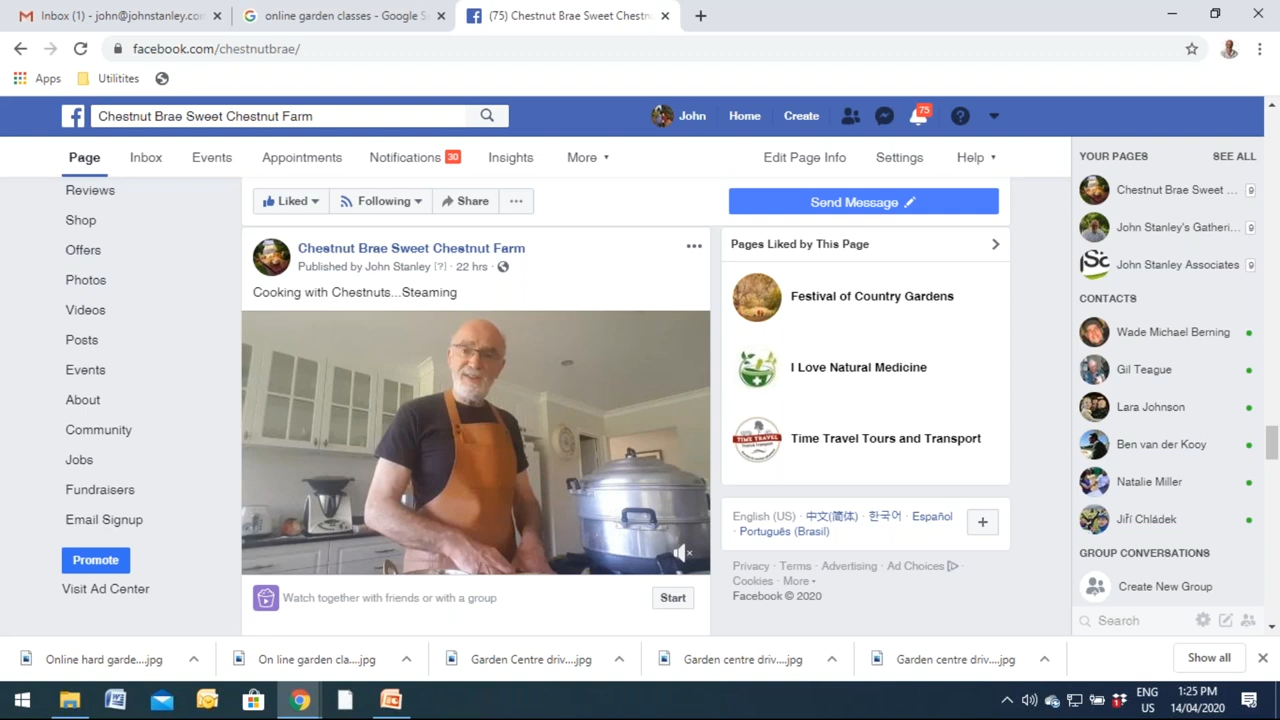 Inbox (1) - john@johnstanley.com
online garden classes - Google S
(75) Chestnut Brae Sweet Chestn
facebook.com/chestnutbrae/
Apps
Utilitites
Chestnut Brae Sweet Chestnut Farm
John
Home
Create
75
Page
Inbox
Events
Appointments
Notifications 30
Insights
More
Edit Page Info
Settings
Help
Reviews
Shop
Offers
Photos
Videos
Posts
Events
About
Community
Jobs
Fundraisers
Email Signup
Promote
Visit Ad Center
Liked
Following
Share
Send Message
Chestnut Brae Sweet Chestnut Farm
Published by John Stanley [?] · 22 hrs ·
Cooking with Chestnuts...Steaming
Watch together with friends or with a group
Start
Pages Liked by This Page
Festival of Country Gardens
I Love Natural Medicine
TIME TRAVEL
Time Travel Tours and Transport
English (US) · 中文(简体) · 한국어 · Español
· Português (Brasil)
Privacy · Terms · Advertising · Ad Choices ·
Cookies · More
Facebook © 2020
YOUR PAGES
SEE ALL
Chestnut Brae Sweet ... 9
John Stanley's Gatheri... 9
John Stanley Associates 9
CONTACTS
Wade Michael Berning
Gil Teague
Lara Johnson
Ben van der Kooy
Natalie Miller
Jiří Chládek
GROUP CONVERSATIONS
Create New Group
Search
Online hard garde....jpg
On line garden cla....jpg
Garden Centre driv....jpg
Garden centre driv....jpg
Garden centre driv....jpg
Show all
ENG
US
1:25 PM
14/04/2020